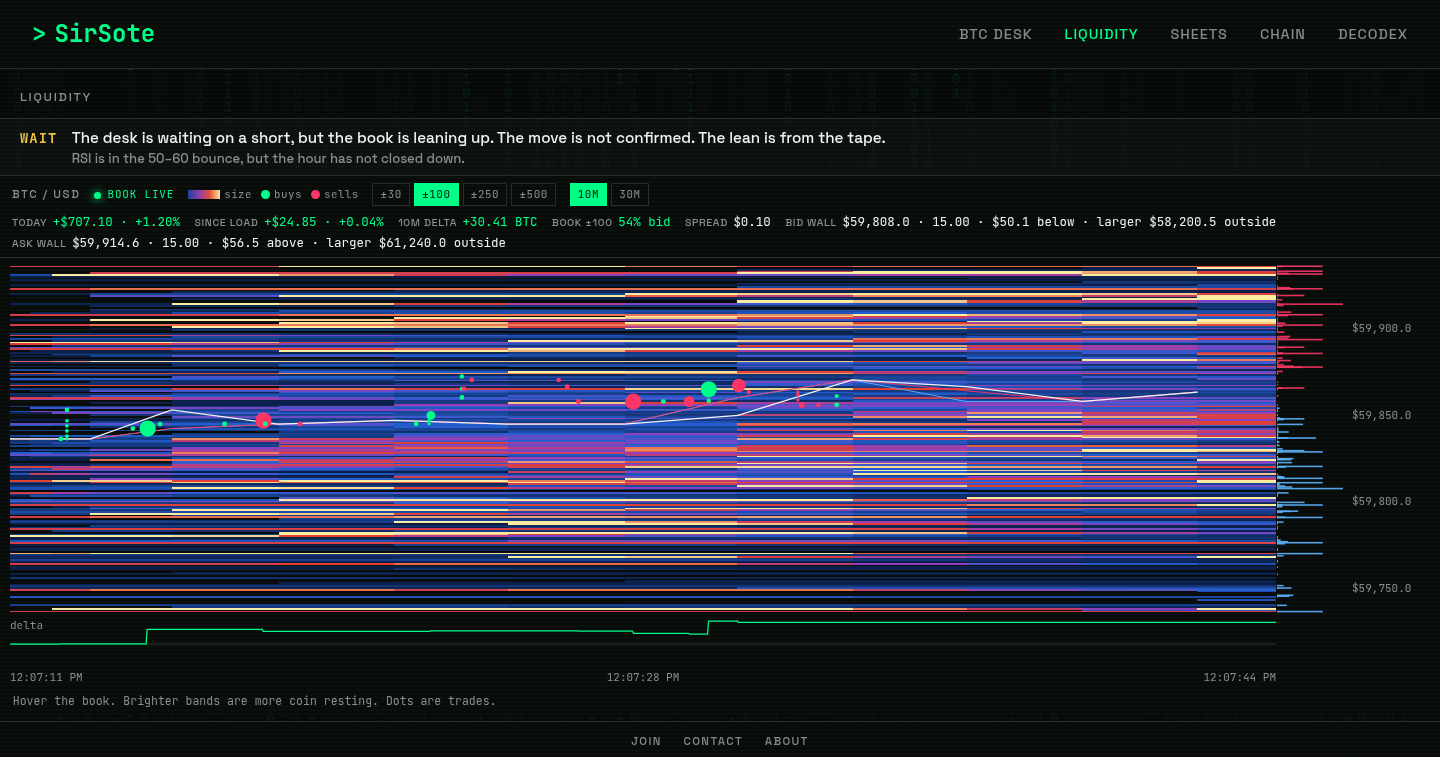 > SirSote
BTC DESK LIQUIDITY SHEETS CHAIN DECODEX
LIQUIDITY
WAIT The desk is waiting on a short, but the book is leaning up. The move is not confirmed. The lean is from the tape.
RSI is in the 50–60 bounce, but the hour has not closed down.
BTC / USD BOOK LIVE size buys sells ±30 ±100 ±250 ±500 10M 30M
TODAY +$707.10 · +1.20% SINCE LOAD +$24.85 · +0.04% 10M DELTA +30.41 BTC BOOK ±100 54% bid SPREAD $0.10 BID WALL $59,808.0 · 15.00 · $50.1 below · larger $58,200.5 outside
ASK WALL $59,914.6 · 15.00 · $56.5 above · larger $61,240.0 outside
$59,900.0
$59,850.0
$59,800.0
$59,750.0
delta
12:07:11 PM 12:07:28 PM 12:07:44 PM
Hover the book. Brighter bands are more coin resting. Dots are trades.
JOIN CONTACT ABOUT